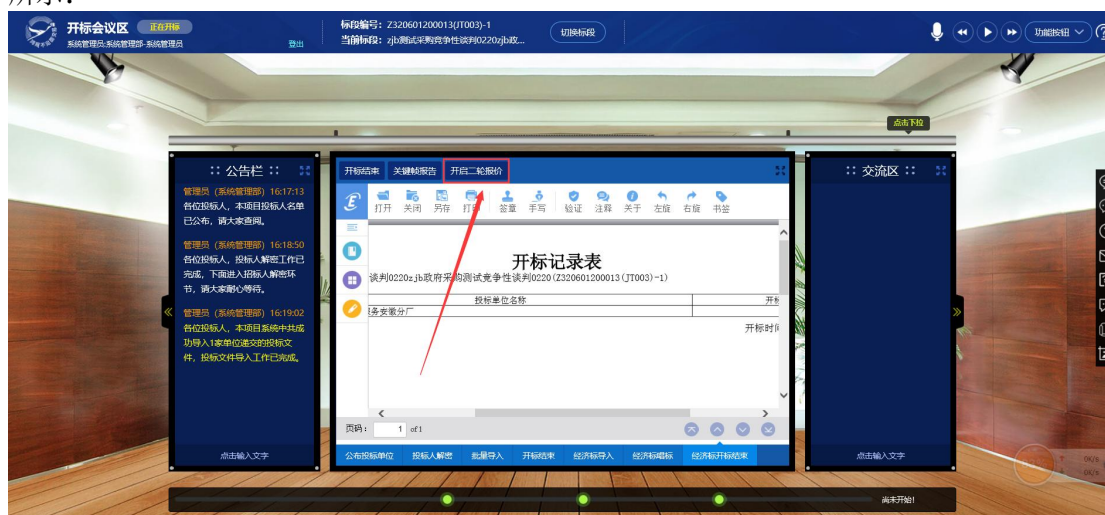 所示：
开标会议区 正在开标
系统管理员:系统管理部-系统管理员 登出
标段编号：Z320601200013(JT003)-1
当前标段：zjb测试采购竞争性谈判0220zjb政...
切换标段
功能按钮
点击下拉
:: 公告栏 ::
管理员（系统管理部）16:17:13
各位投标人，本项目投标人名单
已公布，请大家查阅。
管理员（系统管理部）16:18:50
各位投标人，投标人解密工作已
完成，下面进入招标人解密环
节，请大家耐心等待。
管理员（系统管理部）16:19:02
各位投标人，本项目系统中共成
功导入1家单位递交的投标文
件，投标文件导入工作已完成。
点击输入文字
开标结束 关键帧报告 开启二轮报价
打开 关闭 另存 打印 签章 手写 验证 注释 关于 左旋 右旋 书签
开标记录表
谈判0220zjb政府采购测试竞争性谈判0220(Z320601200013(JT003)-1)
投标单位名称 开标
服务安徽分厂
开标时间
页码： 1 of1
公布投标单位 投标人解密 批量导入 开标结束 经济标导入 经济标唱标 经济标开标结束
:: 交流区 ::
点击输入文字
尚未开始!